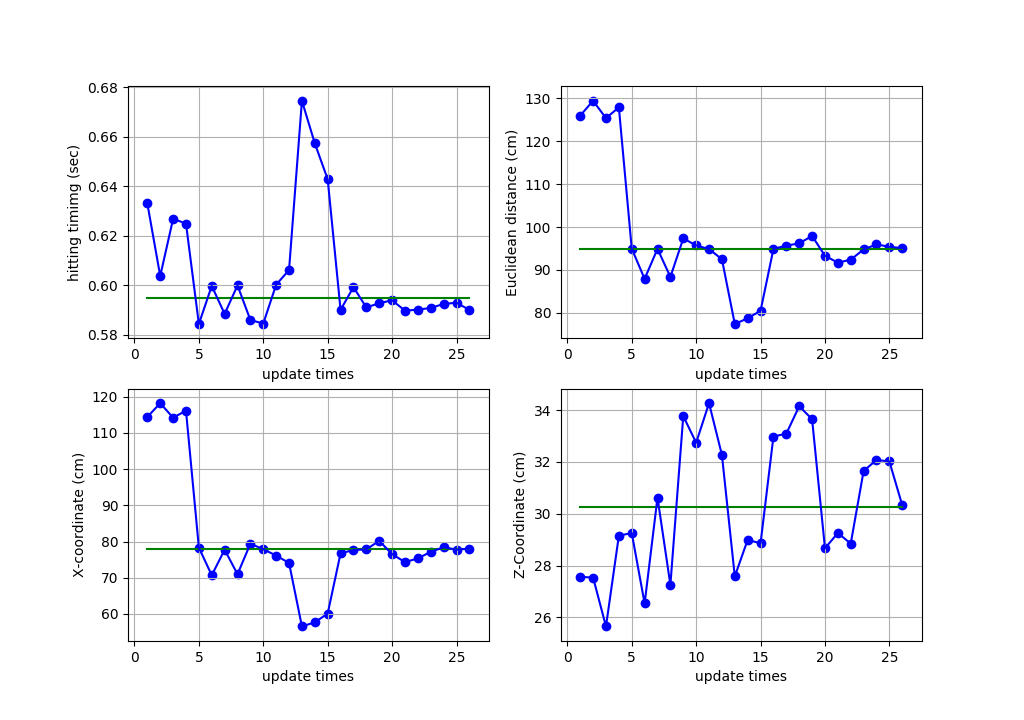 0.68
0.66
0.64
0.62
0.60
0.58
hitting timimg (sec)
0 5 10 15 20 25
update times
130
120
110
100
90
80
Euclidean distance (cm)
0 5 10 15 20 25
update times
120
110
100
90
80
70
60
X-coordinate (cm)
0 5 10 15 20 25
update times
34
32
30
28
26
Z-Coordinate (cm)
0 5 10 15 20 25
update times